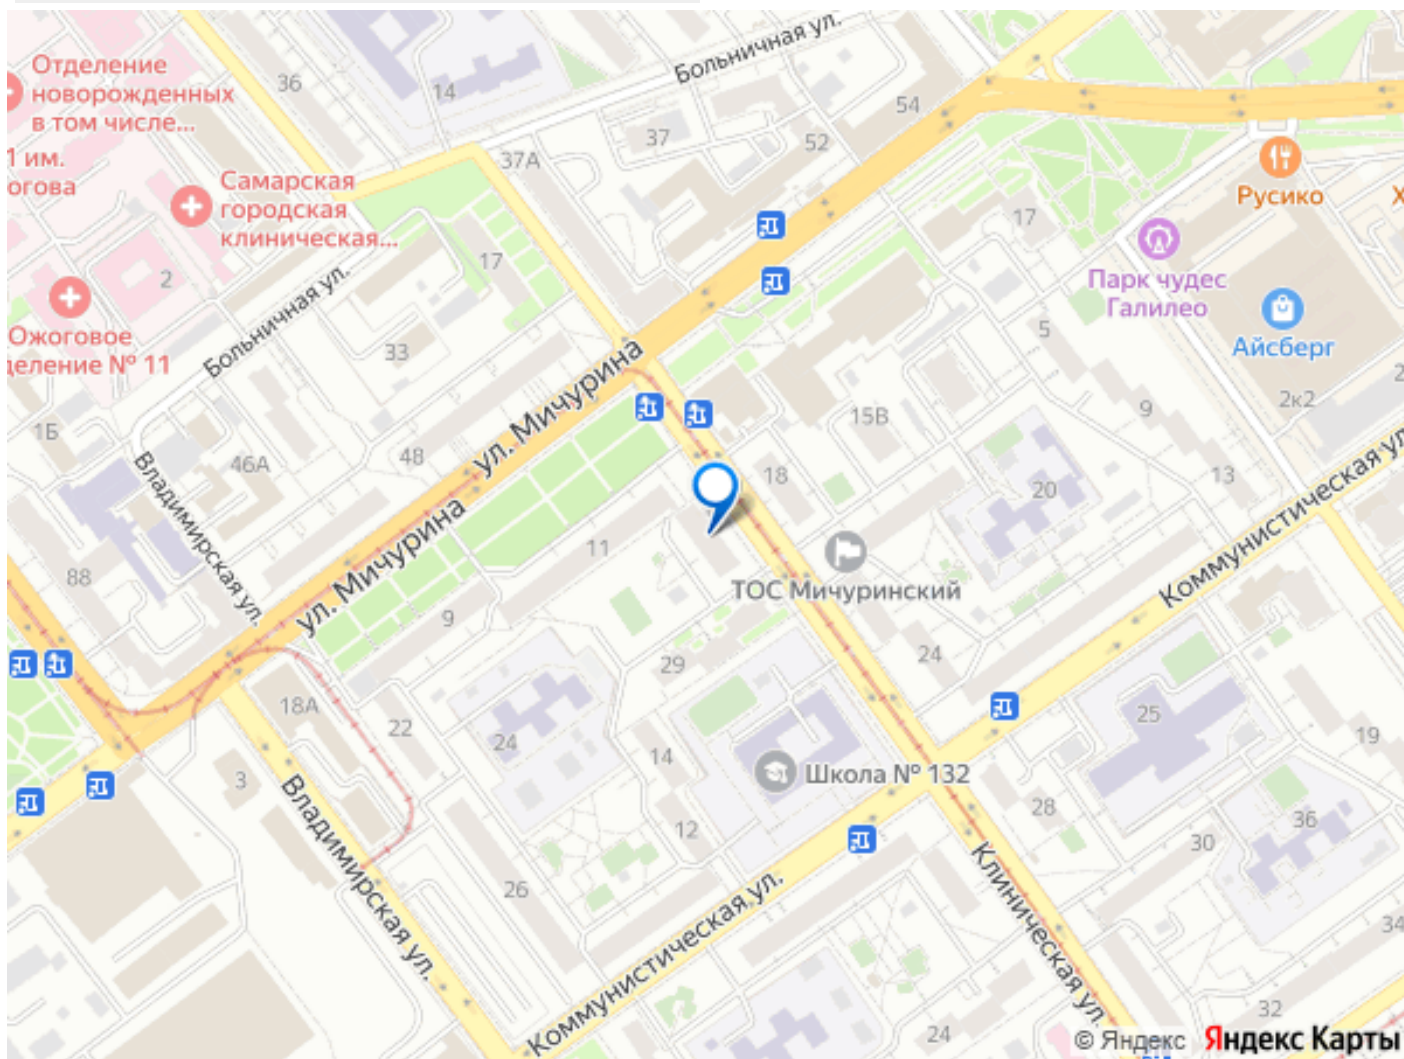 Больничная ул.
Отделение
новорожденных
в том числе...
36
14
54
37
52
37А
1 им.
огова
Самарская
городская
клиническая...
Русико
Х
17
17
Парк чудес
Галилео
2
Больничная ул.
Ожоговое
деление № 11
33
5
Айсберг
2
ул. Мичурина
2к2
9
15В
1Б
46А
48
18
13
20
Владимирская ул.
ул. Мичурина
Коммунистическая ул
11
88
ТОС Мичуринский
9
24
29
18А
22
24
14
25
19
3
Школа № 132
28
12
36
30
Владимирская ул.
26
Клиническая ул.
Коммунистическая ул.
34
32
24
© Яндекс Яндекс Карты